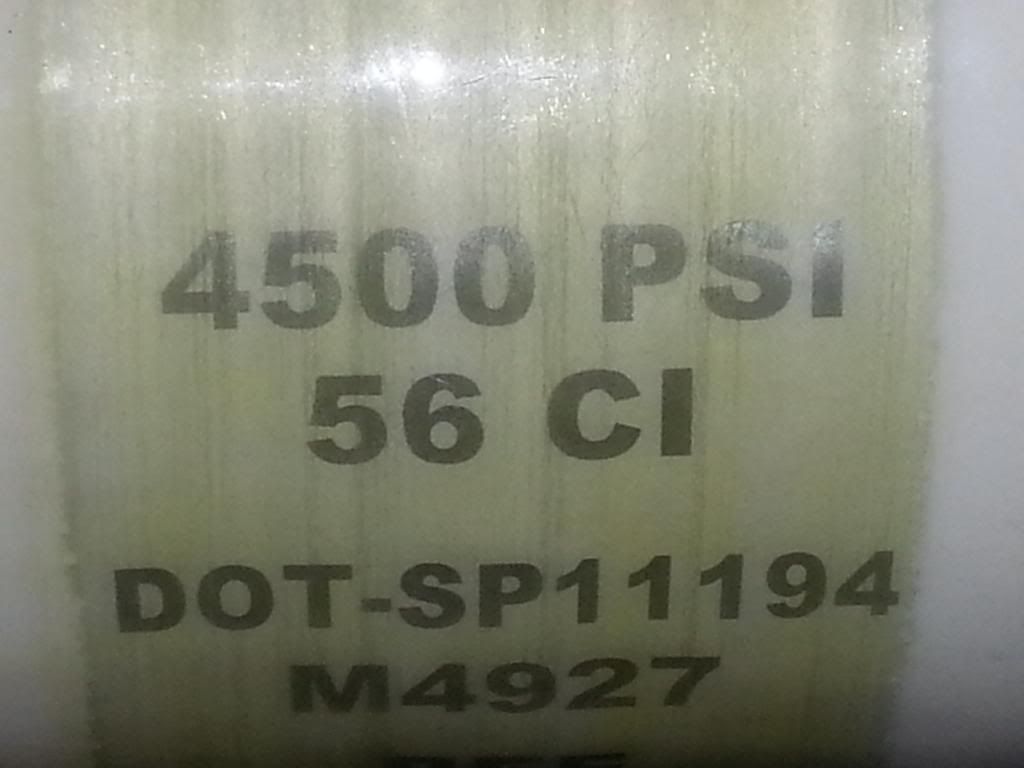 4500 PSI
56 CI
DOT-SP11194
M4927